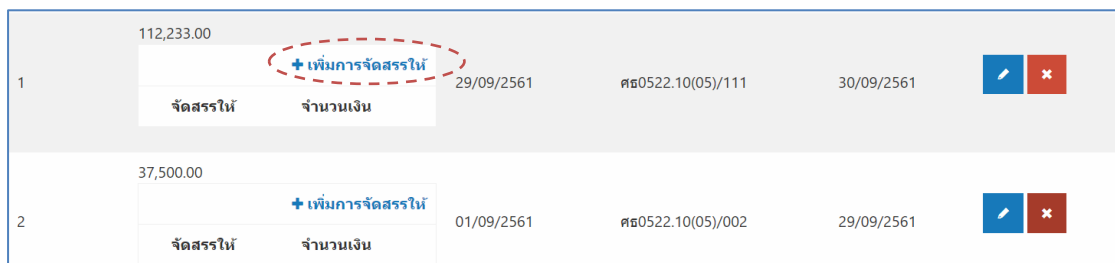 112,233.00
+ เพิ่มการจัดสรรให้
1 29/09/2561 ศธ0522.10(05)/111 30/09/2561
จัดสรรให้ จำนวนเงิน
37,500.00
+ เพิ่มการจัดสรรให้
2 01/09/2561 ศธ0522.10(05)/002 29/09/2561
จัดสรรให้ จำนวนเงิน